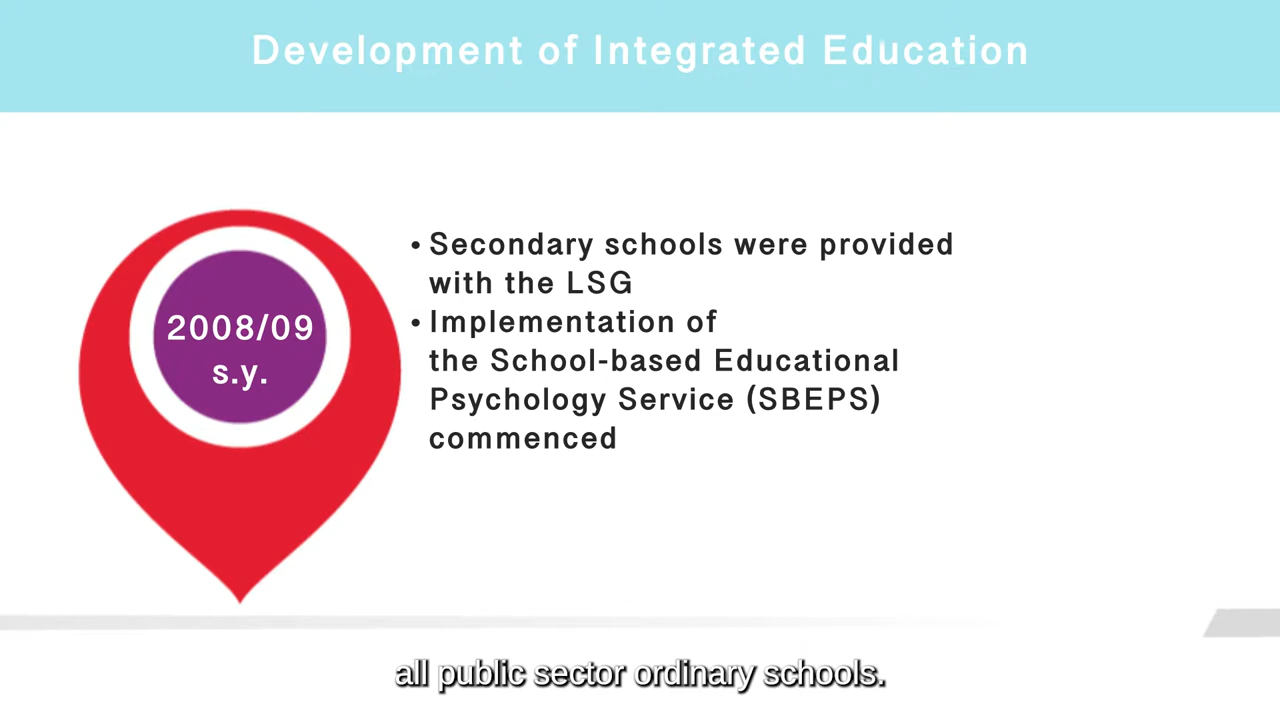 Development of Integrated Education
2008/09
s.y.
• Secondary schools were provided
with the LSG
• Implementation of
the School-based Educational
Psychology Service (SBEPS)
commenced
all public sector ordinary schools.